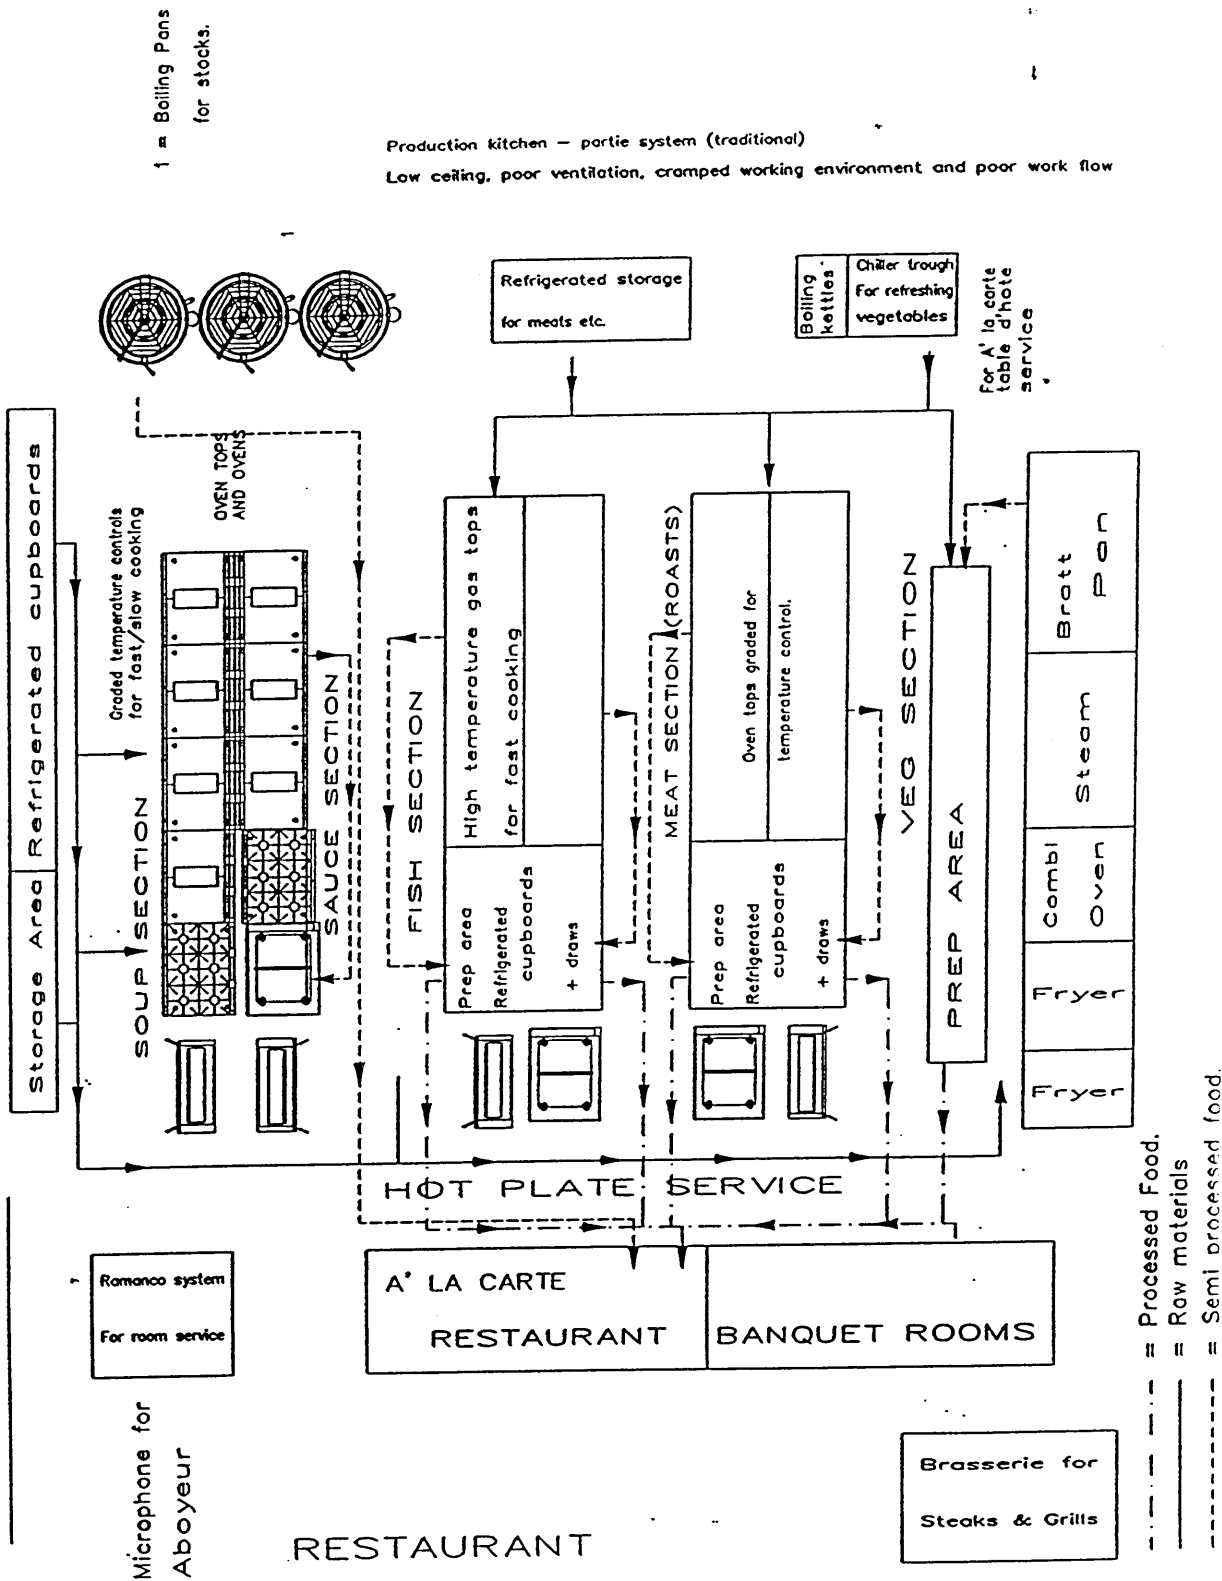 1 = Boiling Pans
for stocks.
Production kitchen — partie system (traditional)
Low ceiling, poor ventilation, cramped working environment and poor work flow
1
Refrigerated storage
for meats etc.
Boiling
kettles
Chiller trough
For refreshing
vegetables
For A' la carte
table d'hote
service
Storage Area
Refrigerated cupboards
Graded temperature controls
for fast/slow cooking
OVEN TOPS
AND OVENS
SOUP SECTION
SAUCE SECTION
FISH SECTION
High temperature gas tops
for fast cooking
Prep area
Refrigerated
cupboards
+ draws
MEAT SECTION (ROASTS)
Oven tops graded for
temperature control.
Prep area
Refrigerated
cupboards
+ draws
VEG SECTION
PREP AREA
Bratt
Pan
Steam
Combl
Oven
Fryer
Fryer
HOT PLATE SERVICE
Romanco system
For room service
A' LA CARTE
RESTAURANT
BANQUET ROOMS
Microphone for
Aboyeur
RESTAURANT
Brasserie for
Steaks & Grills
= Processed Food.
= Raw materials
= Semi processed food.